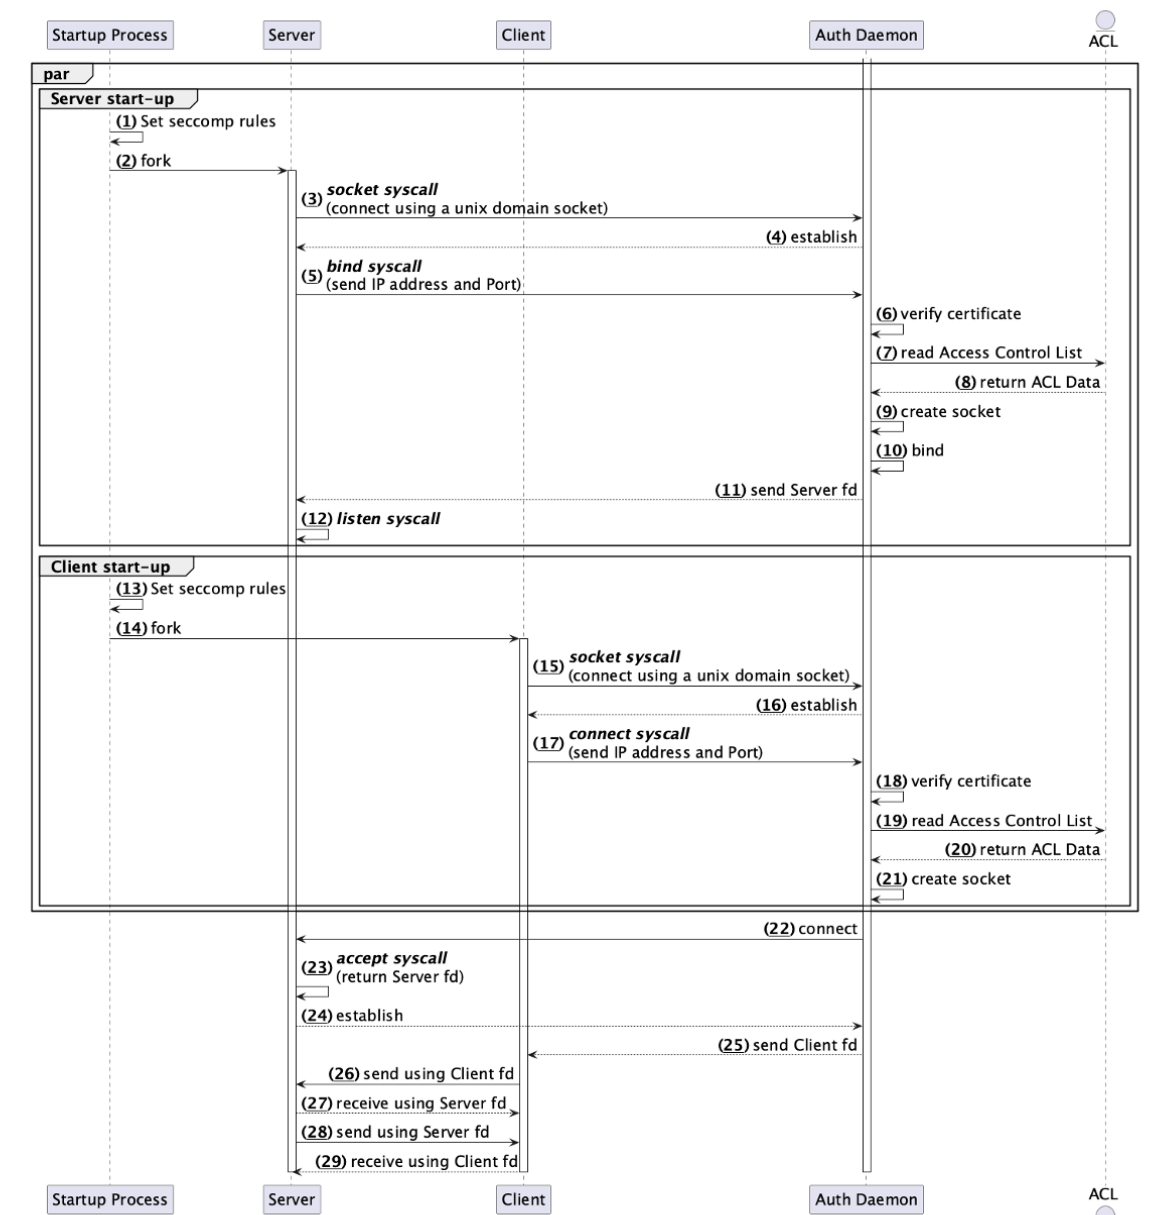 Startup Process
Server
Client
Auth Daemon
ACL
par
Server start-up
(1) Set seccomp rules
(2) fork
(3) socket syscall
(connect using a unix domain socket)
(4) establish
(5) bind syscall
(send IP address and Port)
(6) verify certificate
(7) read Access Control List
(8) return ACL Data
(9) create socket
(10) bind
(11) send Server fd
(12) listen syscall
Client start-up
(13) Set seccomp rules
(14) fork
(15) socket syscall
(connect using a unix domain socket)
(16) establish
(17) connect syscall
(send IP address and Port)
(18) verify certificate
(19) read Access Control List
(20) return ACL Data
(21) create socket
(22) connect
(23) accept syscall
(return Server fd)
(24) establish
(25) send Client fd
(26) send using Client fd
(27) receive using Server fd
(28) send using Server fd
(29) receive using Client fd
Startup Process
Server
Client
Auth Daemon
ACL